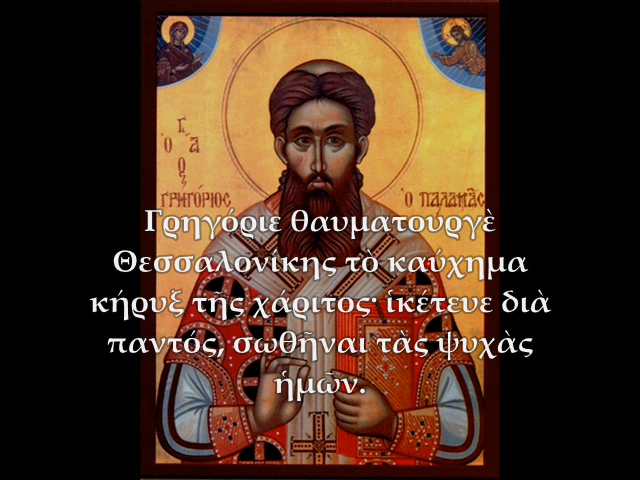 ὁ Ἅγιος
ΓΡΗΓΌΡΙΟΣ
ὁ ΠΑΛΑΜᾶΣ
Γρηγόριε θαυματουργὲ
Θεσσαλονίκης τὸ καύχημα
κήρυξ τῆς χάριτος· ἱκέτευε διὰ
παντός, σωθῆναι τὰς ψυχὰς
ἡμῶν.